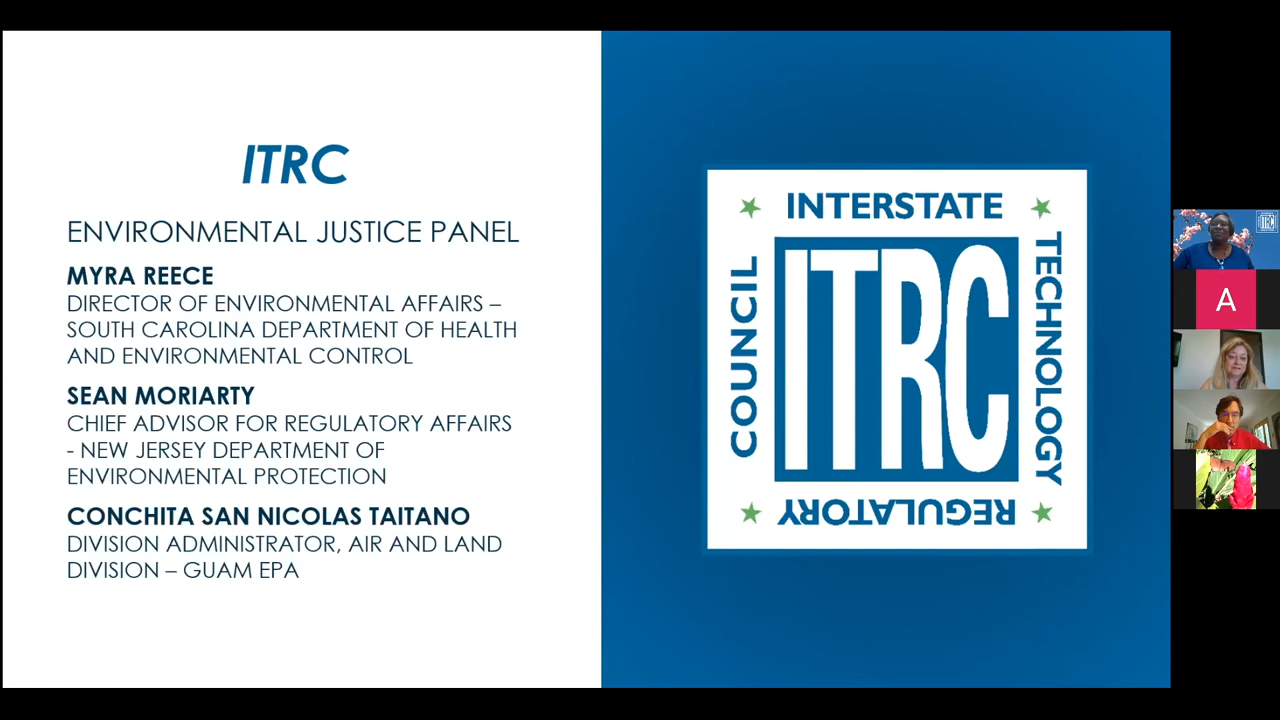 ITRC
ENVIRONMENTAL JUSTICE PANEL
MYRA REECE
DIRECTOR OF ENVIRONMENTAL AFFAIRS –
SOUTH CAROLINA DEPARTMENT OF HEALTH
AND ENVIRONMENTAL CONTROL
SEAN MORIARTY
CHIEF ADVISOR FOR REGULATORY AFFAIRS
- NEW JERSEY DEPARTMENT OF
ENVIRONMENTAL PROTECTION
CONCHITA SAN NICOLAS TAITANO
DIVISION ADMINISTRATOR, AIR AND LAND
DIVISION – GUAM EPA
INTERSTATE
TECHNOLOGY
REGULATORY
COUNCIL
ITRC
ITRC
A